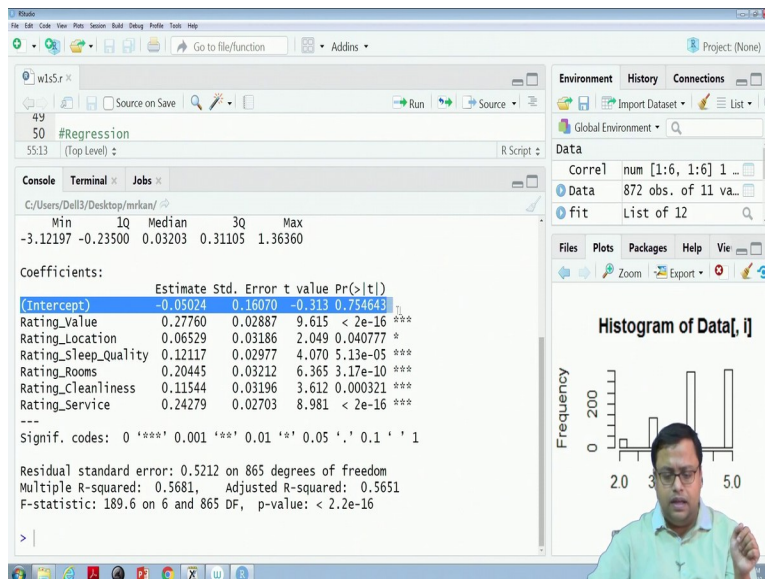 RStudio
File Edit Code View Plots Session Build Debug Profile Tools Help
Go to file/function
Addins
Project: (None)
w1s5.r
Source on Save
Run
Source
49
50 #Regression
55:13 (Top Level)
R Script
Console Terminal Jobs
C:/Users/Dell3/Desktop/mrkan/
Min 1Q Median 3Q Max
-3.12197 -0.23500 0.03203 0.31105 1.36360
Coefficients:
Estimate Std. Error t value Pr(>|t|)
(Intercept) -0.05024 0.16070 -0.313 0.754643
Rating_Value 0.27760 0.02887 9.615 < 2e-16 ***
Rating_Location 0.06529 0.03186 2.049 0.040777 *
Rating_Sleep_Quality 0.12117 0.02977 4.070 5.13e-05 ***
Rating_Rooms 0.20445 0.03212 6.365 3.17e-10 ***
Rating_Cleanliness 0.11544 0.03196 3.612 0.000321 ***
Rating_Service 0.24279 0.02703 8.981 < 2e-16 ***
---
Signif. codes: 0 ‘***’ 0.001 ‘**’ 0.01 ‘*’ 0.05 ‘.’ 0.1 ‘ ’ 1
Residual standard error: 0.5212 on 865 degrees of freedom
Multiple R-squared: 0.5681, Adjusted R-squared: 0.5651
F-statistic: 189.6 on 6 and 865 DF, p-value: < 2.2e-16
>
Environment History Connections
Import Dataset
List
Global Environment
Data
Correl num [1:6, 1:6] 1 …
Data 872 obs. of 11 va…
fit List of 12
Files Plots Packages Help Vie
Zoom Export
Histogram of Data[, i]
Frequency
0 200
2.0 3 5.0